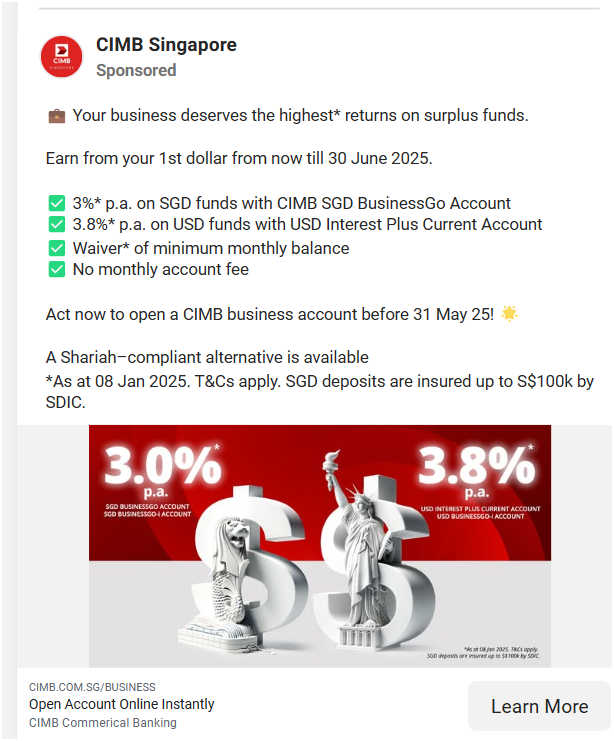 CIMB Singapore
Sponsored
💼 Your business deserves the highest* returns on surplus funds.
Earn from your 1st dollar from now till 30 June 2025.
✅ 3%* p.a. on SGD funds with CIMB SGD BusinessGo Account
✅ 3.8%* p.a. on USD funds with USD Interest Plus Current Account
✅ Waiver* of minimum monthly balance
✅ No monthly account fee
Act now to open a CIMB business account before 31 May 25! 🌟
A Shariah–compliant alternative is available
*As at 08 Jan 2025. T&Cs apply. SGD deposits are insured up to S$100k by
SDIC.
CIMB
SINGAPORE
3.0%*
p.a.
SGD BUSINESSGO ACCOUNT
SGD BUSINESSGO-i ACCOUNT
3.8%*
p.a.
USD INTEREST PLUS CURRENT ACCOUNT
USD BUSINESSGO-i ACCOUNT
*As at 08 Jan 2025. T&Cs apply.
SGD deposits are insured up to S$100k by SDIC.
CIMB.COM.SG/BUSINESS
Open Account Online Instantly
CIMB Commerical Banking
Learn More